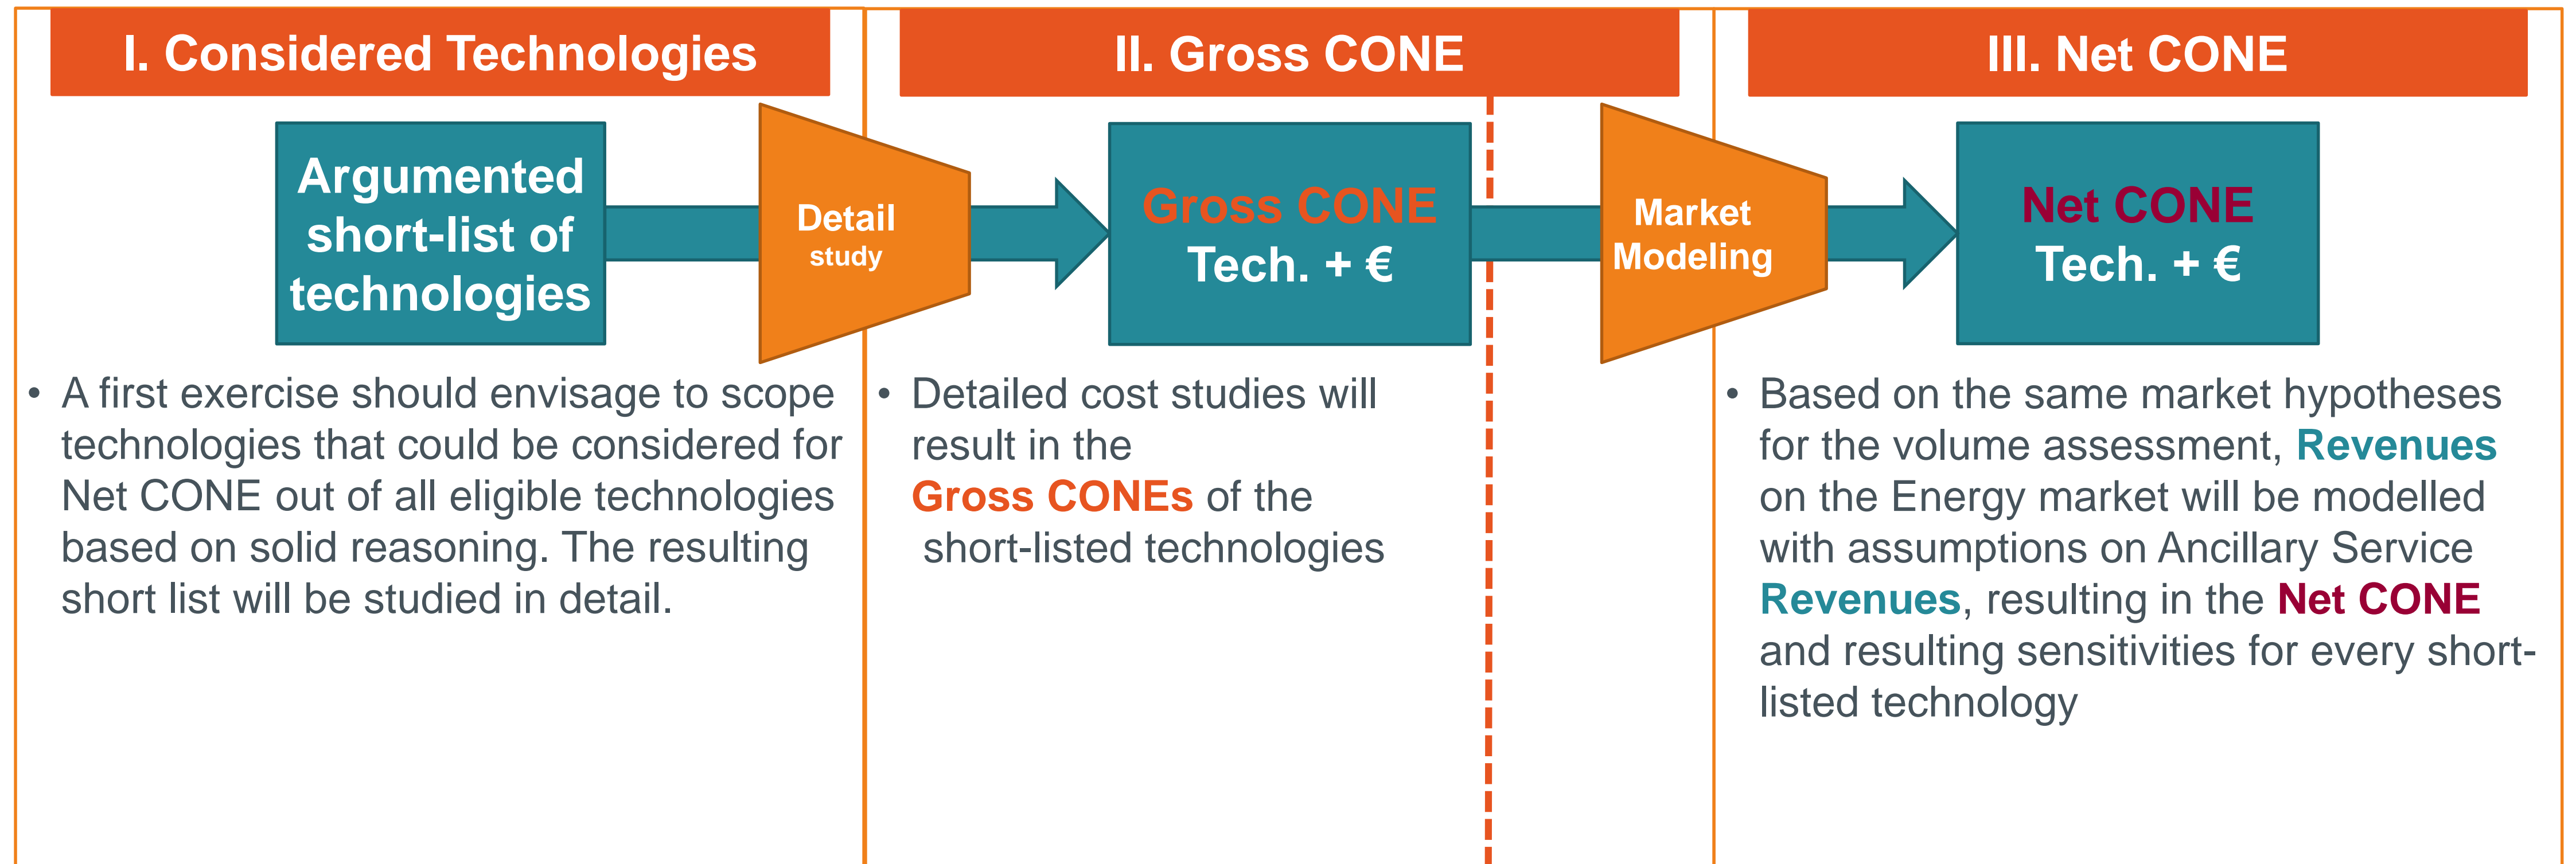 I. Considered Technologies
Argumented
short-list of
technologies
Detail
study
• A first exercise should envisage to scope
technologies that could be considered for
Net CONE out of all eligible technologies
based on solid reasoning. The resulting
short list will be studied in detail.
II. Gross CONE
Gross CONE
Tech. + €
Market
Modeling
• Detailed cost studies will
result in the
Gross CONEs of the
short-listed technologies
III. Net CONE
Net CONE
Tech. + €
• Based on the same market hypotheses
for the volume assessment, Revenues
on the Energy market will be modelled
with assumptions on Ancillary Service
Revenues, resulting in the Net CONE
and resulting sensitivities for every short-
listed technology